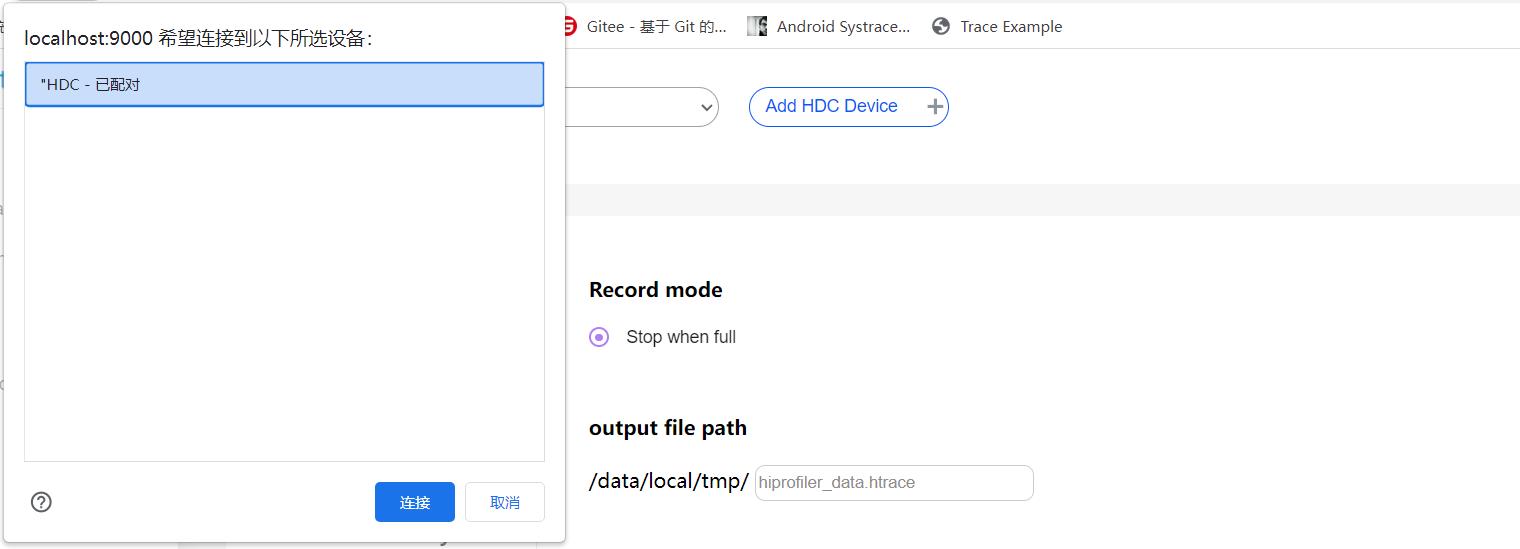 localhost:9000 希望连接到以下所选设备：
"HDC - 已配对
连接
取消
Gitee - 基于 Git 的...
Android Systrace...
Trace Example
Add HDC Device
Record mode
Stop when full
output file path
/data/local/tmp/ hiprofiler_data.htrace